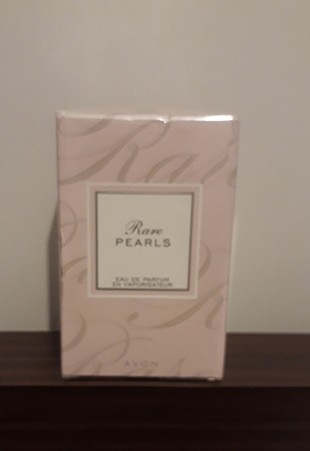 Rare
PEARLS
EAU DE PARFUM
EN VAPORISATEUR
AVON